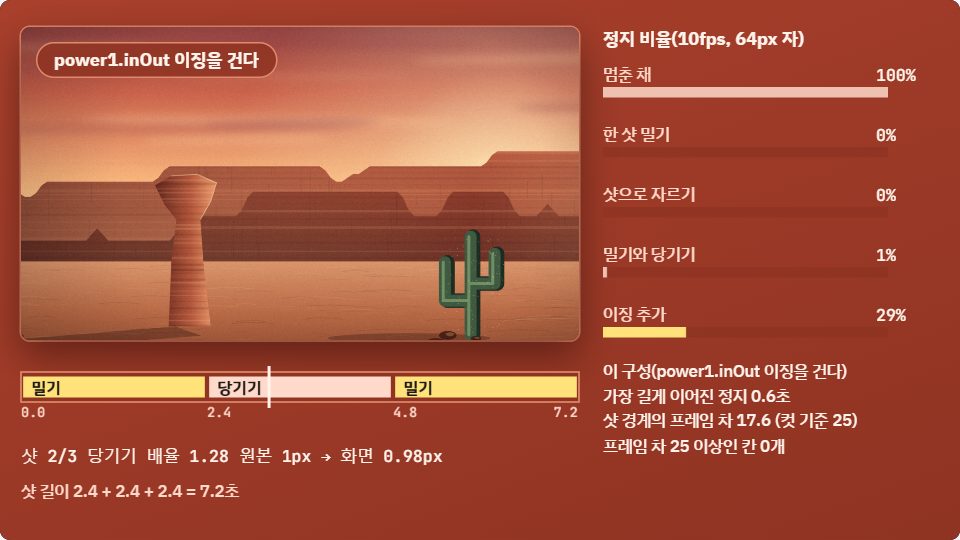 power1.inOut 이징을 건다
밀기
당기기
밀기
0.0
2.4
4.8
7.2
샷 2/3 당기기 배율 1.28 원본 1px → 화면 0.98px
샷 길이 2.4 + 2.4 + 2.4 = 7.2초
정지 비율(10fps, 64px 자)
멈춘 채 100%
한 샷 밀기 0%
샷으로 자르기 0%
밀기와 당기기 1%
이징 추가 29%
이 구성(power1.inOut 이징을 건다)
가장 길게 이어진 정지 0.6초
샷 경계의 프레임 차 17.6 (컷 기준 25)
프레임 차 25 이상인 칸 0개